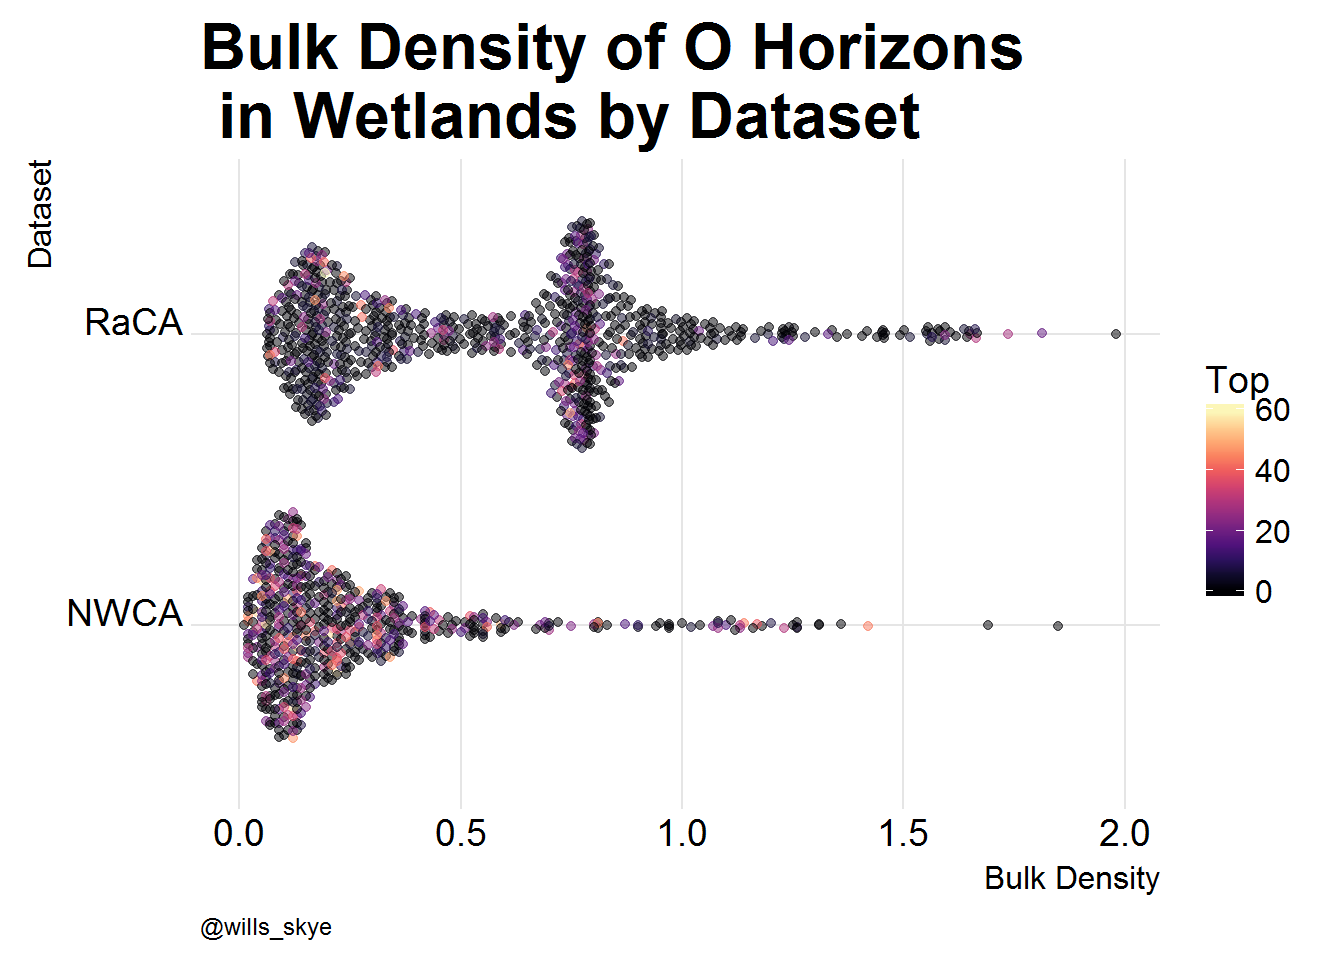 Bulk Density of O Horizons
in Wetlands by Dataset
Dataset
RaCA
NWCA
0.0 0.5 1.0 1.5 2.0
Bulk Density
Top
60
40
20
0
@wills_skye